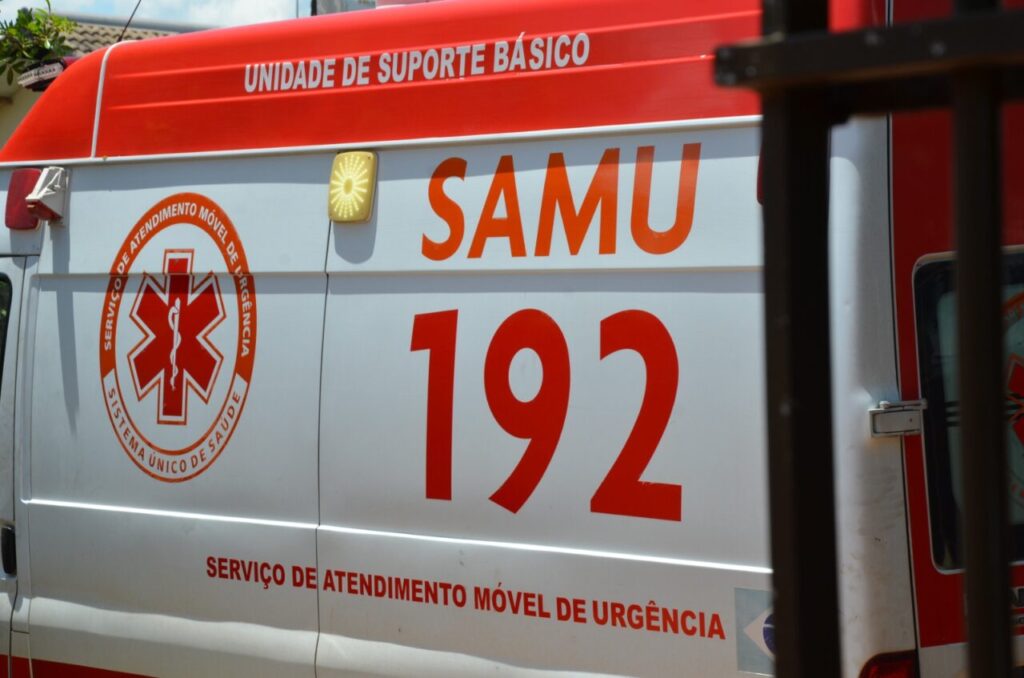 UNIDADE DE SUPORTE BÁSICO
SAMU
SERVIÇO DE ATENDIMENTO MÓVEL DE URGÊNCIA
SISTEMA ÚNICO DE SAÚDE
192
SERVIÇO DE ATENDIMENTO MÓVEL DE URGÊNCIA